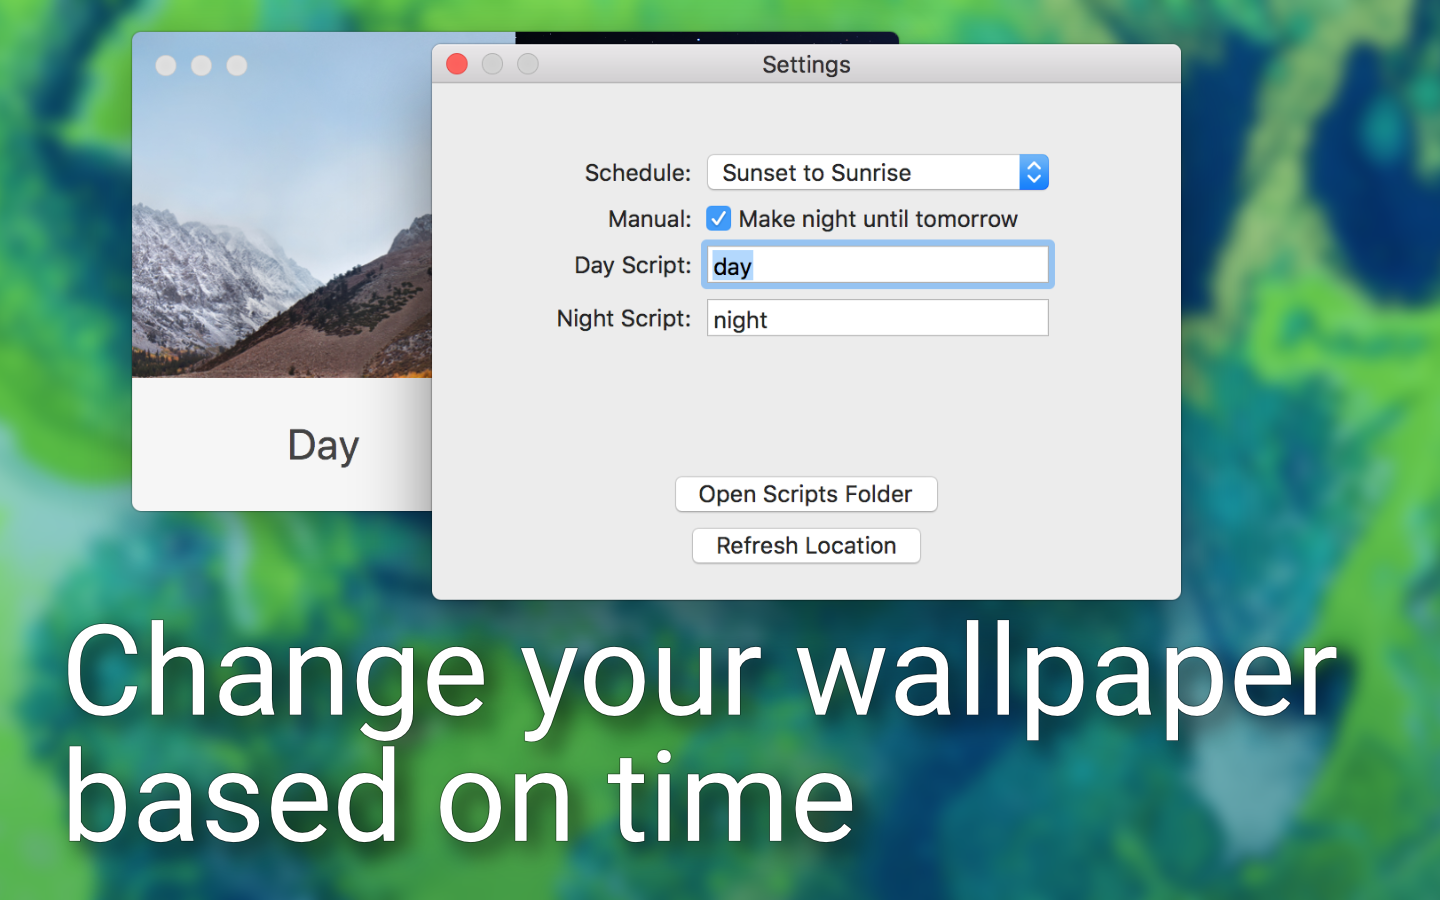 Settings
Schedule: Sunset to Sunrise
Manual: Make night until tomorrow
Day Script: day
Night Script: night
Day
Open Scripts Folder
Refresh Location
Change your wallpaper
based on time